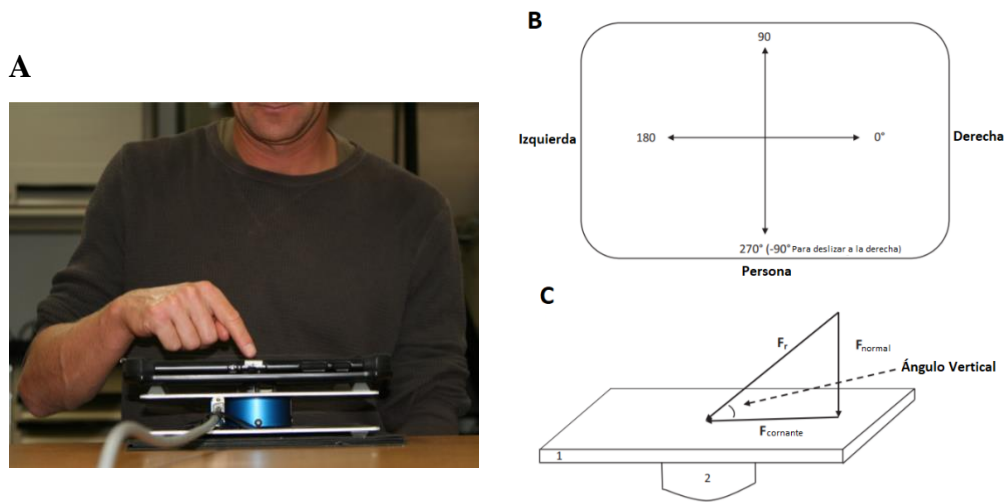 A
B
90
Izquierda
180
0°
Derecha
270° (-90° Para deslizar a la derecha)
Persona
C
Fr
Fnormal
Ángulo Vertical
Fcornante
1
2